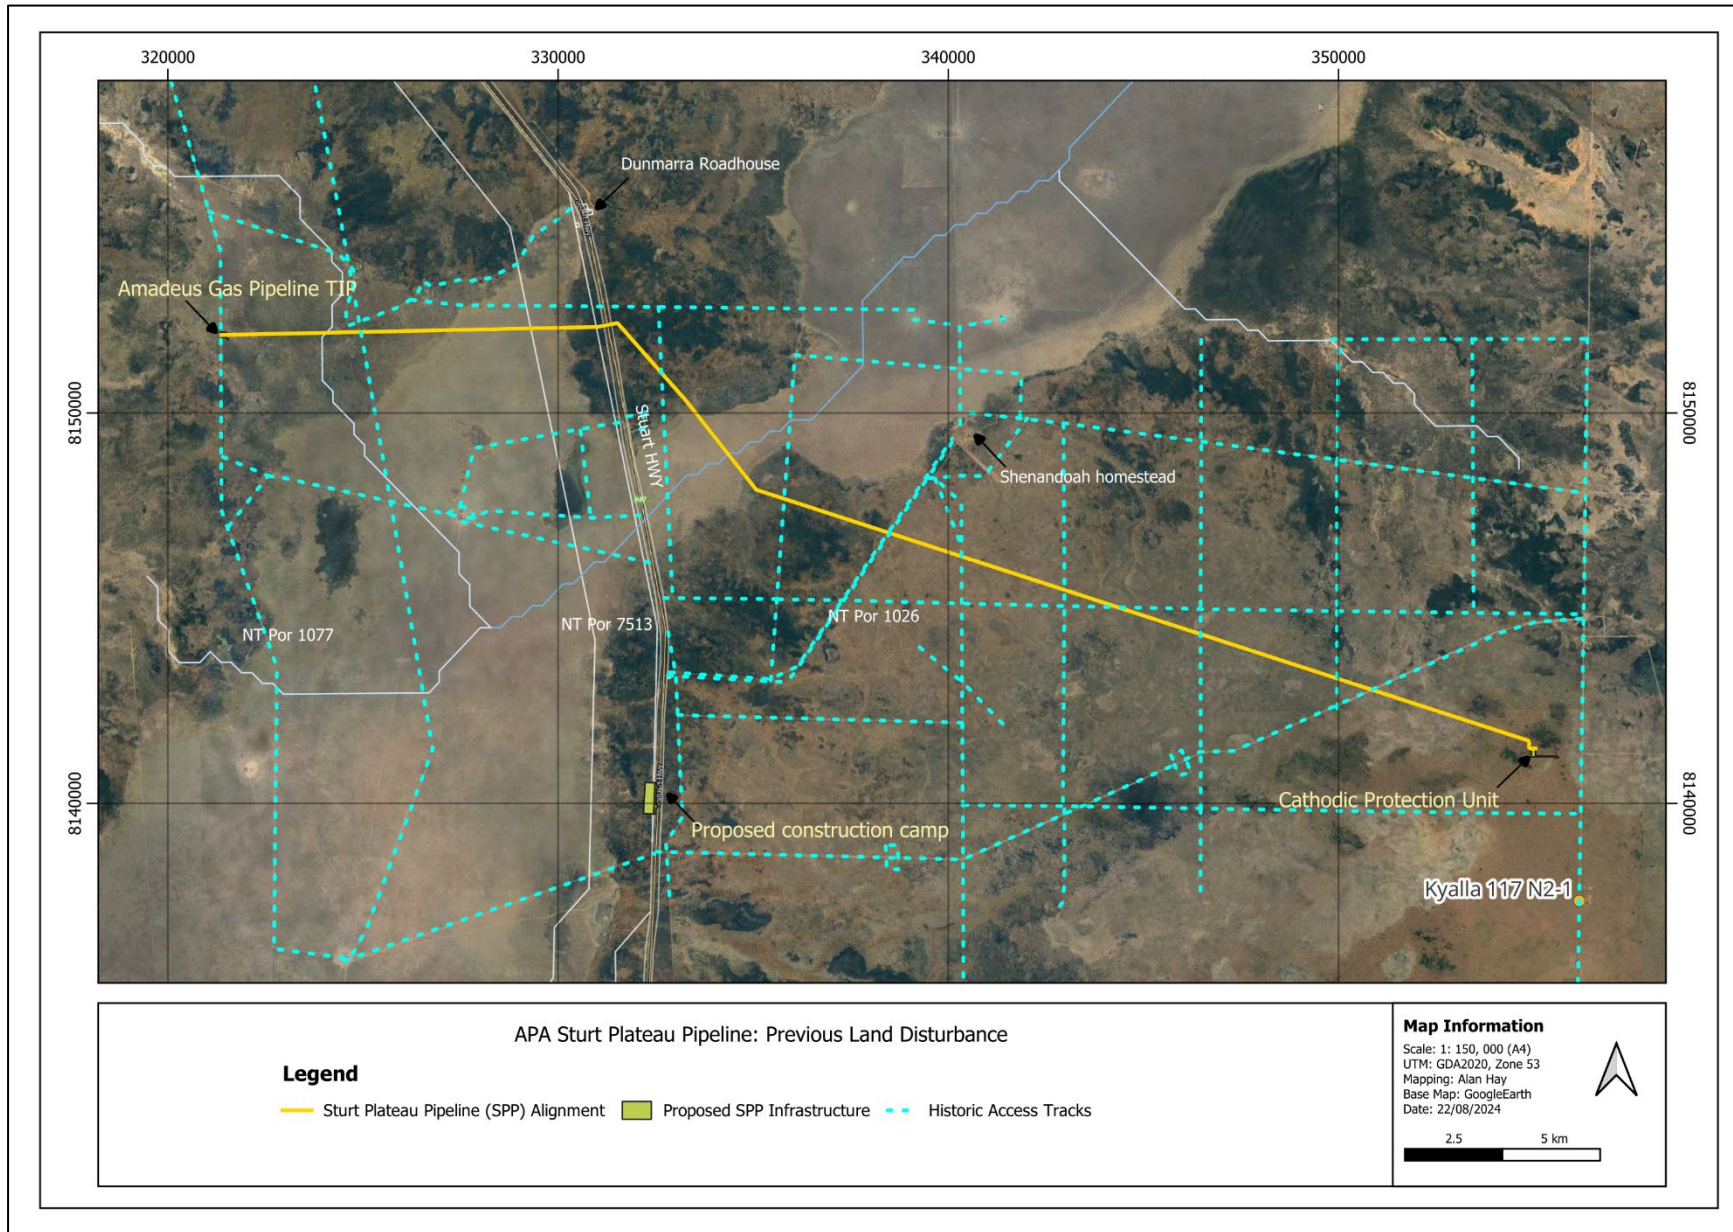 320000
330000
340000
350000
Dunmarra Roadhouse
Amadeus Gas Pipeline TIP
8150000
8150000
Stuart HWY
Shenandoah homestead
NT Por 1077
NT Por 7513
NT Por 1026
8140000
8140000
Proposed construction camp
Cathodic Protection Unit
Kyalla 117 N2-1
APA Sturt Plateau Pipeline: Previous Land Disturbance
Legend
Sturt Plateau Pipeline (SPP) Alignment
Proposed SPP Infrastructure
Historic Access Tracks
Map Information
Scale: 1: 150, 000 (A4)
UTM: GDA2020, Zone 53
Mapping: Alan Hay
Base Map: GoogleEarth
Date: 22/08/2024
2.5 5 km